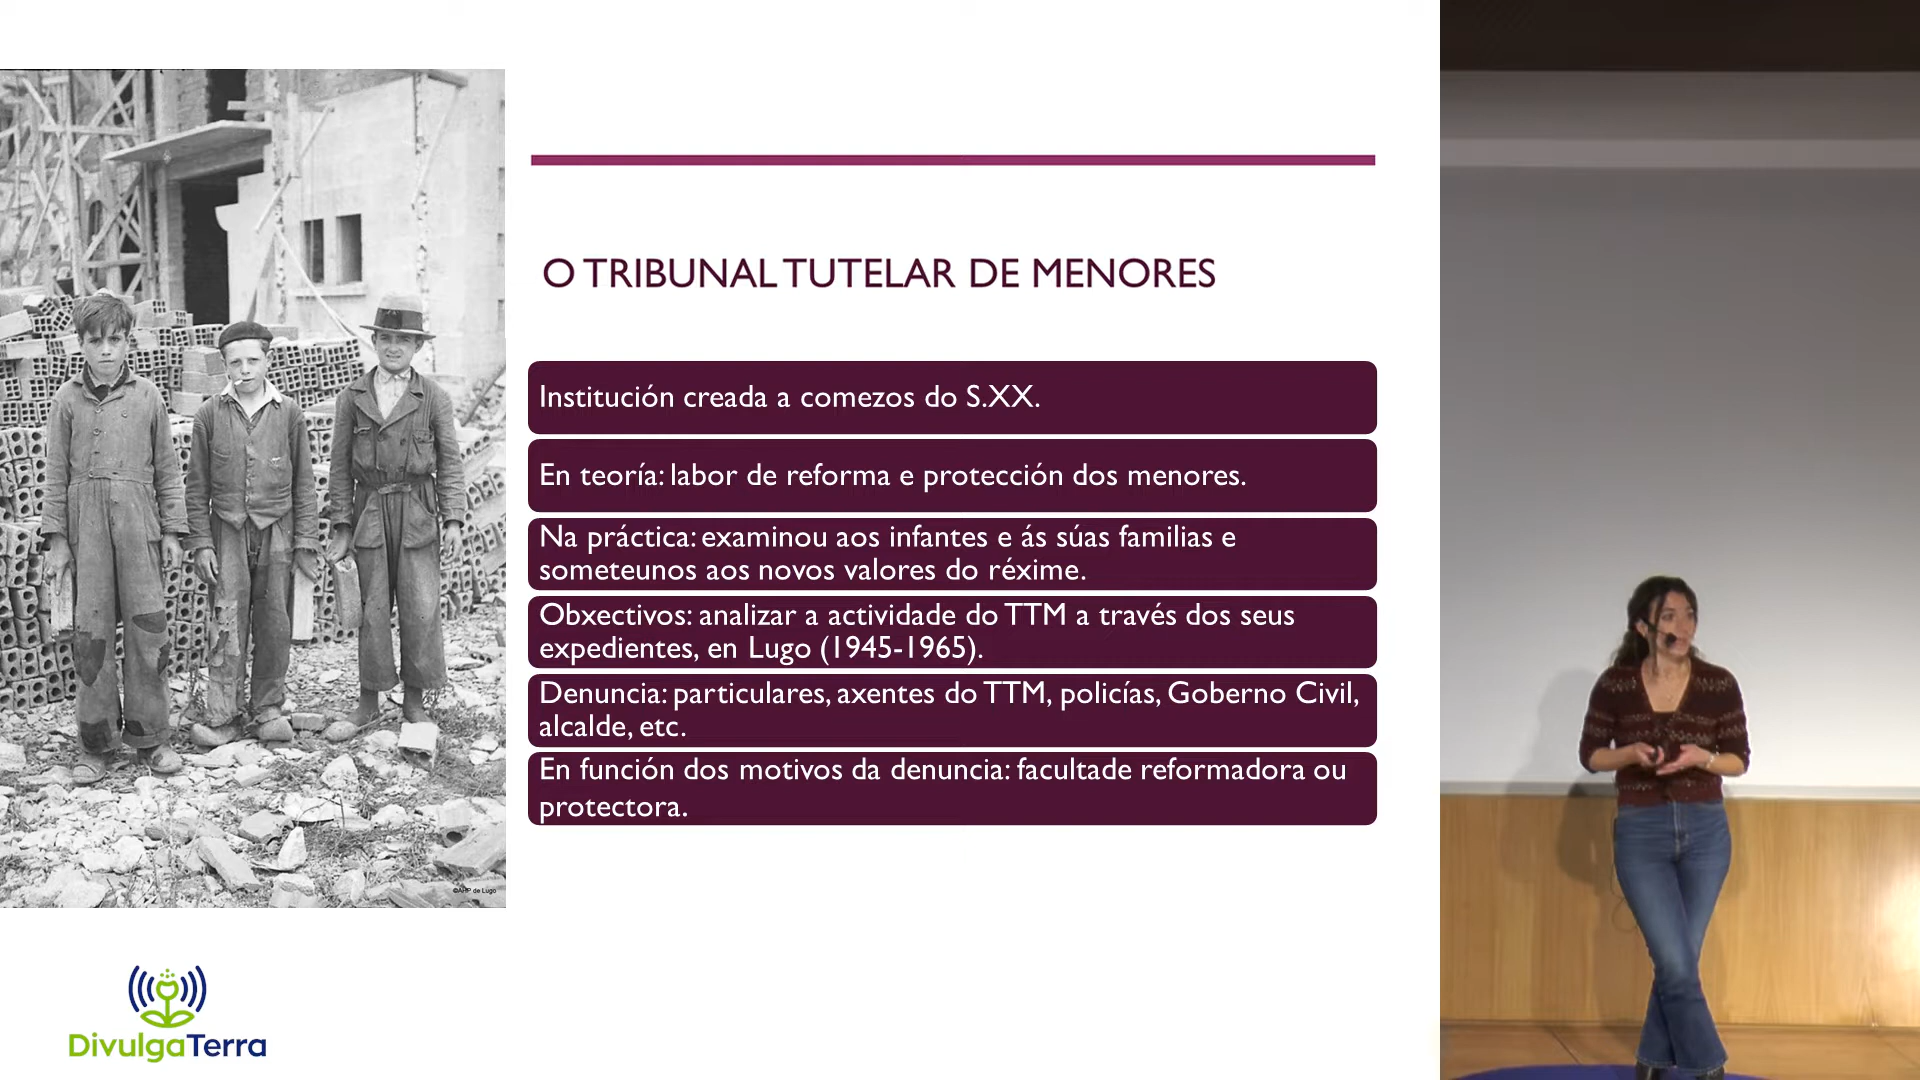 O TRIBUNAL TUTELAR DE MENORES
Institución creada a comezos do S.XX.
En teoría: labor de reforma e protección dos menores.
Na práctica: examinou aos infantes e ás súas familias e
someteunos aos novos valores do réxime.
Obxectivos: analizar a actividade do TTM a través dos seus
expedientes, en Lugo (1945-1965).
Denuncia: particulares, axentes do TTM, policías, Goberno Civil,
alcalde, etc.
En función dos motivos da denuncia: facultade reformadora ou
protectora.
©AHP de Lugo
DivulgaTerra